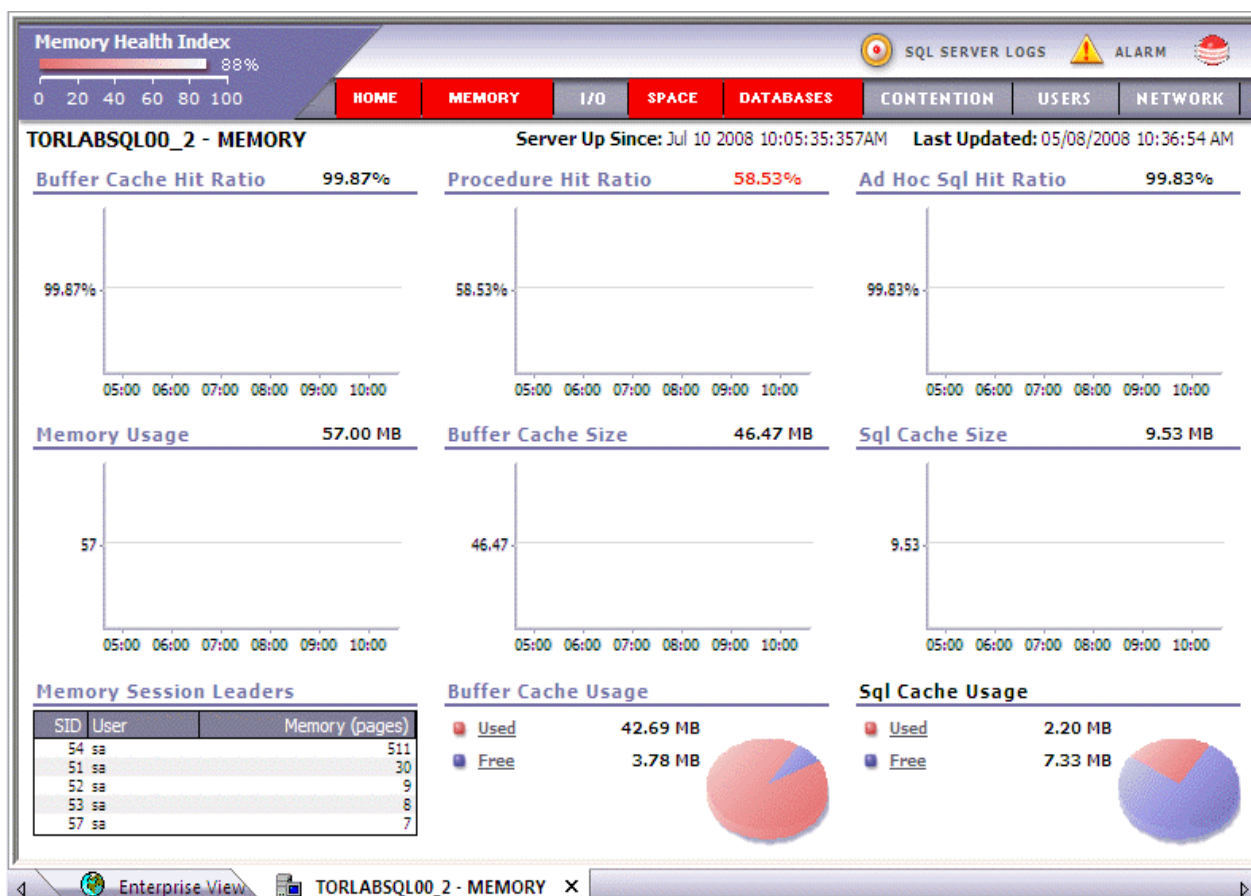 Memory Health Index
88%
0 20 40 60 80 100
SQL SERVER LOGS ALARM
HOME MEMORY I/O SPACE DATABASES CONTENTION USERS NETWORK
TORLABSQL00_2 - MEMORY Server Up Since: Jul 10 2008 10:05:35:357AM Last Updated: 05/08/2008 10:36:54 AM
Buffer Cache Hit Ratio 99.87%
99.87%
05:00 06:00 07:00 08:00 09:00 10:00
Procedure Hit Ratio 58.53%
58.53%
05:00 06:00 07:00 08:00 09:00 10:00
Ad Hoc Sql Hit Ratio 99.83%
99.83%
05:00 06:00 07:00 08:00 09:00 10:00
Memory Usage 57.00 MB
57
05:00 06:00 07:00 08:00 09:00 10:00
Buffer Cache Size 46.47 MB
46.47
05:00 06:00 07:00 08:00 09:00 10:00
Sql Cache Size 9.53 MB
9.53
05:00 06:00 07:00 08:00 09:00 10:00
Memory Session Leaders
SID User Memory (pages)
54 sa 511
51 sa 30
52 sa 9
53 sa 8
57 sa 7
Buffer Cache Usage
Used 42.69 MB
Free 3.78 MB
Sql Cache Usage
Used 2.20 MB
Free 7.33 MB
Enterprise View TORLABSQL00_2 - MEMORY X